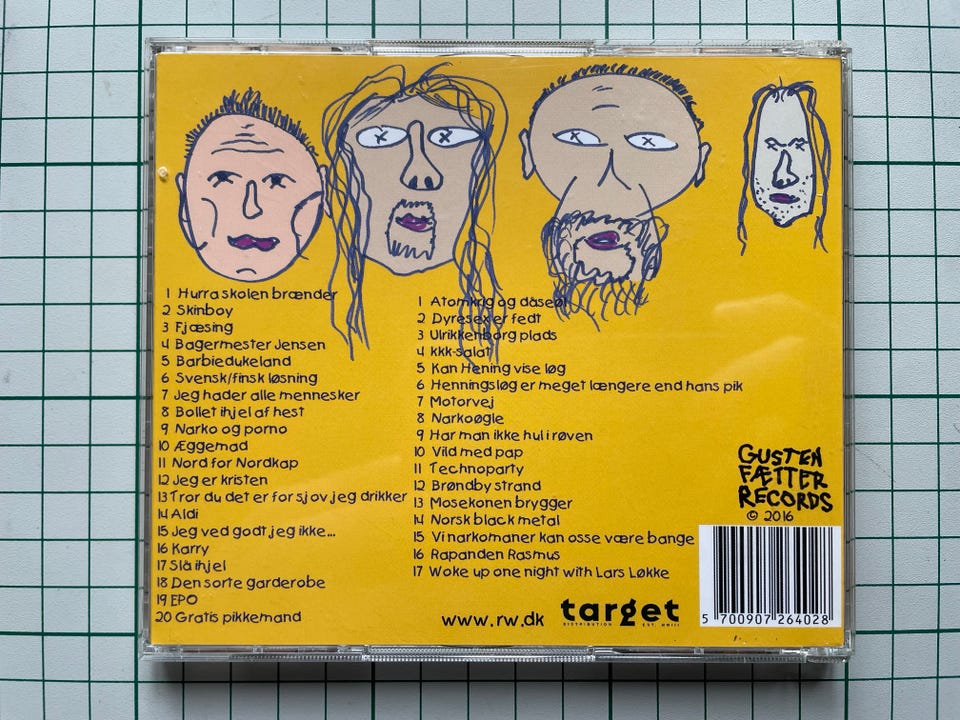 1 Hurra skolen brænder
2 Skinboy
3 Fjæsing
4 Bagermester Jensen
5 Barbiedukeland
6 Svensk/finsk løsning
7 Jeg hader alle mennesker
8 Bollet ihjel af hest
9 Narko og porno
10 Æggemad
11 Nord for Nordkap
12 Jeg er kristen
13 Tror du det er for sjov jeg drikker
14 Aldi
15 Jeg ved godt jeg ikke...
16 Karry
17 Slå ihjel
18 Den sorte garderobe
19 EPO
20 Gratis pikkemand
1 Atomkrig og dåseøl
2 Dyresex er fedt
3 Ulrikkenborg plads
4 kkk-salat
5 Kan Hening vise løg
6 Henningsløg er meget længere end hans pik
7 Motorvej
8 Narkoøgle
9 Har man ikke hul i røven
10 Vild med pap
11 Technoparty
12 Brøndby strand
13 Mosekonen brygger
14 Norsk black metal
15 Vi narkomaner kan osse være bange
16 Rapanden Rasmus
17 Woke up one night with Lars Løkke
GUSTEN
FÆTTER
RECORDS
© 2016
www.rw.dk
target
DISTRIBUTION EST. MMIII
5 700907 264028